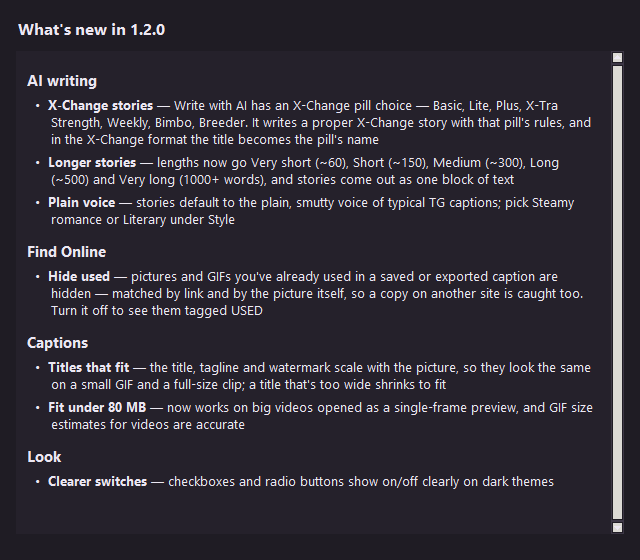 What's new in 1.2.0
AI writing
• X-Change stories — Write with AI has an X-Change pill choice — Basic, Lite, Plus, X-Tra
Strength, Weekly, Bimbo, Breeder. It writes a proper X-Change story with that pill's rules, and
in the X-Change format the title becomes the pill's name
• Longer stories — lengths now go Very short (~60), Short (~150), Medium (~300), Long
(~500) and Very long (1000+ words), and stories come out as one block of text
• Plain voice — stories default to the plain, smutty voice of typical TG captions; pick Steamy
romance or Literary under Style
Find Online
• Hide used — pictures and GIFs you've already used in a saved or exported caption are
hidden — matched by link and by the picture itself, so a copy on another site is caught too.
Turn it off to see them tagged USED
Captions
• Titles that fit — the title, tagline and watermark scale with the picture, so they look the same
on a small GIF and a full-size clip; a title that's too wide shrinks to fit
• Fit under 80 MB — now works on big videos opened as a single-frame preview, and GIF size
estimates for videos are accurate
Look
• Clearer switches — checkboxes and radio buttons show on/off clearly on dark themes